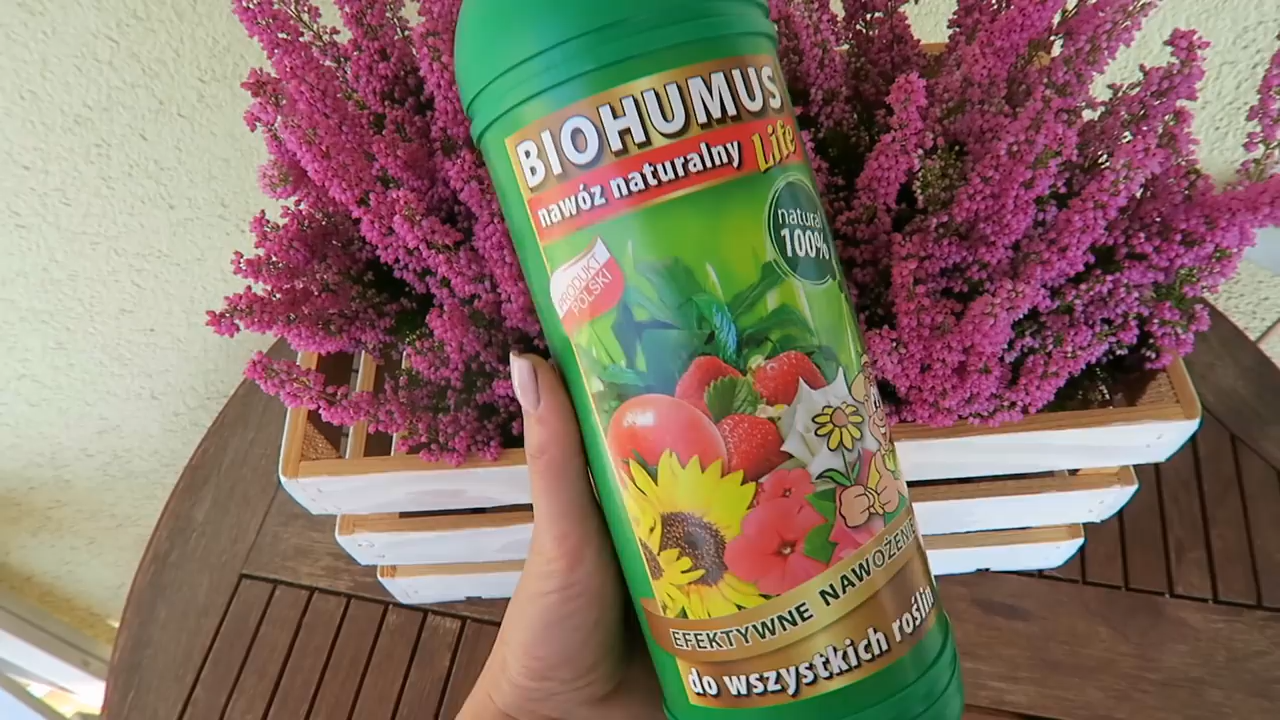 BIOHUMUS
nawóz naturalny Life
natural
100%
PRODUKT
POLSKI
EFEKTYWNE NAWOŻENIE
do wszystkich roślin